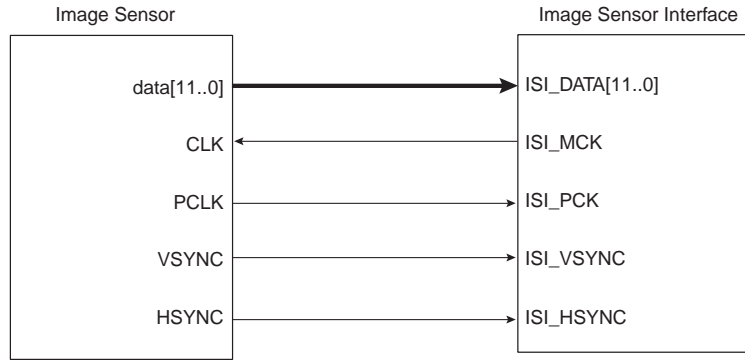 Image Sensor
Image Sensor Interface
data[11..0]
ISI_DATA[11..0]
CLK
ISI_MCK
PCLK
ISI_PCK
VSYNC
ISI_VSYNC
HSYNC
ISI_HSYNC